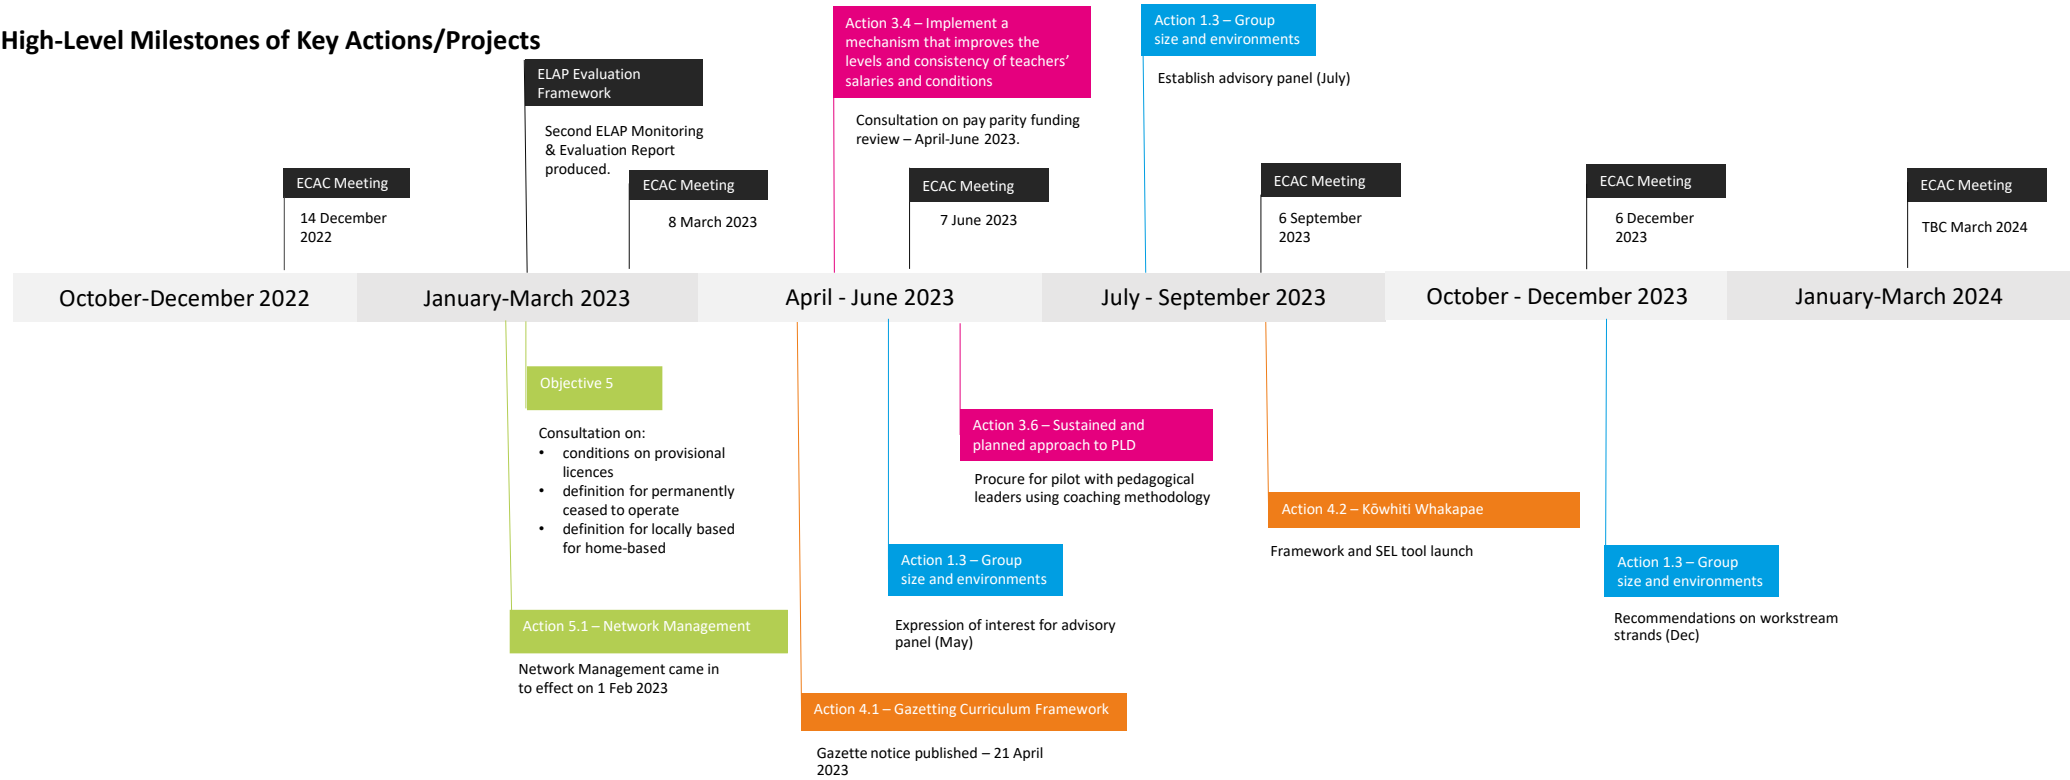 High-Level Milestones of Key Actions/Projects
ELAP Evaluation
Framework
Second ELAP Monitoring
& Evaluation Report
produced.
Action 3.4 – Implement a
mechanism that improves the
levels and consistency of teachers'
salaries and conditions
Consultation on pay parity funding
review – April-June 2023.
Action 1.3 – Group
size and environments
Establish advisory panel (July)
ECAC Meeting
14 December
2022
ECAC Meeting
8 March 2023
ECAC Meeting
7 June 2023
ECAC Meeting
6 September
2023
ECAC Meeting
6 December
2023
ECAC Meeting
TBC March 2024
October-December 2022
January-March 2023
April - June 2023
July - September 2023
October - December 2023
January-March 2024
Objective 5
Consultation on:
• conditions on provisional
licences
• definition for permanently
ceased to operate
• definition for locally based
for home-based
Action 5.1 – Network Management
Network Management came in
to effect on 1 Feb 2023
Action 3.6 – Sustained and
planned approach to PLD
Procure for pilot with pedagogical
leaders using coaching methodology
Action 1.3 – Group
size and environments
Expression of interest for advisory
panel (May)
Action 4.1 – Gazetting Curriculum Framework
Gazette notice published – 21 April
2023
Action 4.2 – Kōwhiti Whakapae
Framework and SEL tool launch
Action 1.3 – Group
size and environments
Recommendations on workstream
strands (Dec)